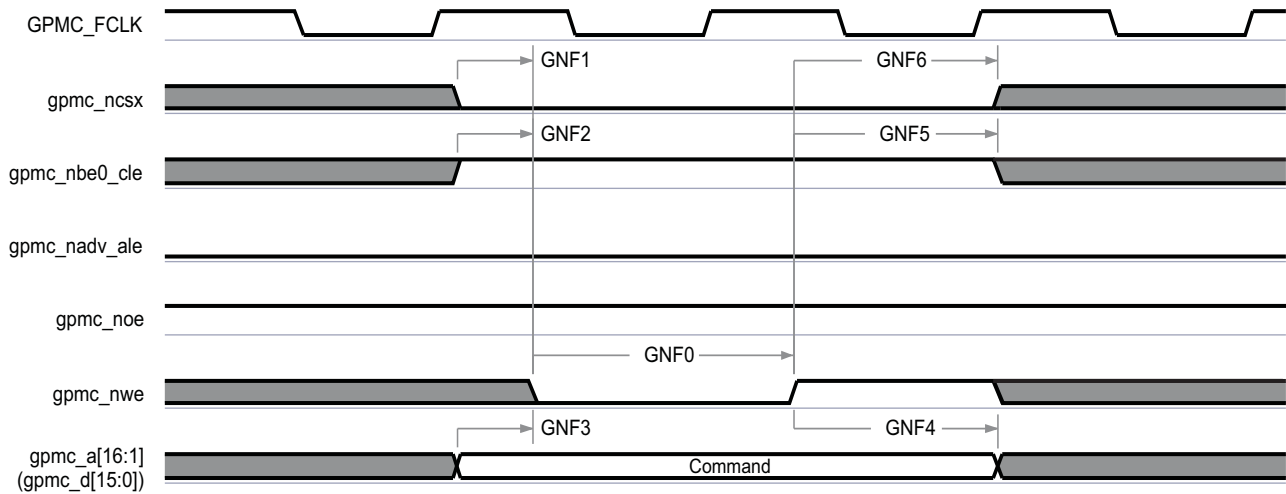 GPMC_FCLK
GNF1
GNF6
gpmc_ncsx
GNF2
GNF5
gpmc_nbe0_cle
gpmc_nadv_ale
gpmc_noe
GNF0
gpmc_nwe
GNF3
GNF4
gpmc_a[16:1]
(gpmc_d[15:0])
Command